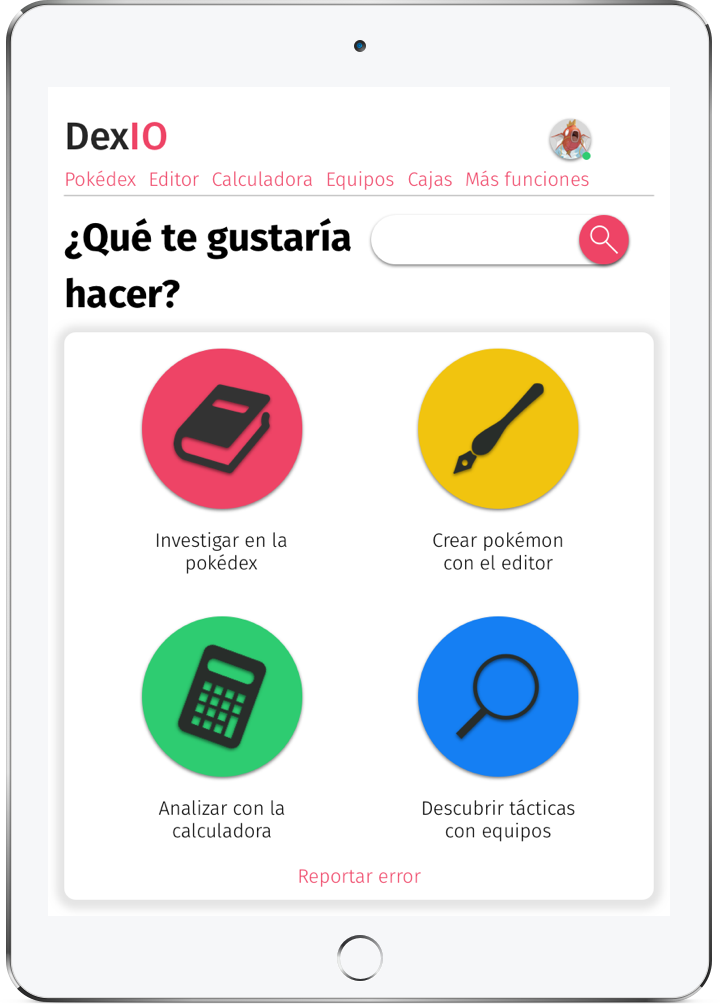 DexIO
Pokédex Editor Calculadora Equipos Cajas Más funciones
¿Qué te gustaría
hacer?
Investigar en la
pokédex
Crear pokémon
con el editor
Analizar con la
calculadora
Descubrir tácticas
con equipos
Reportar error